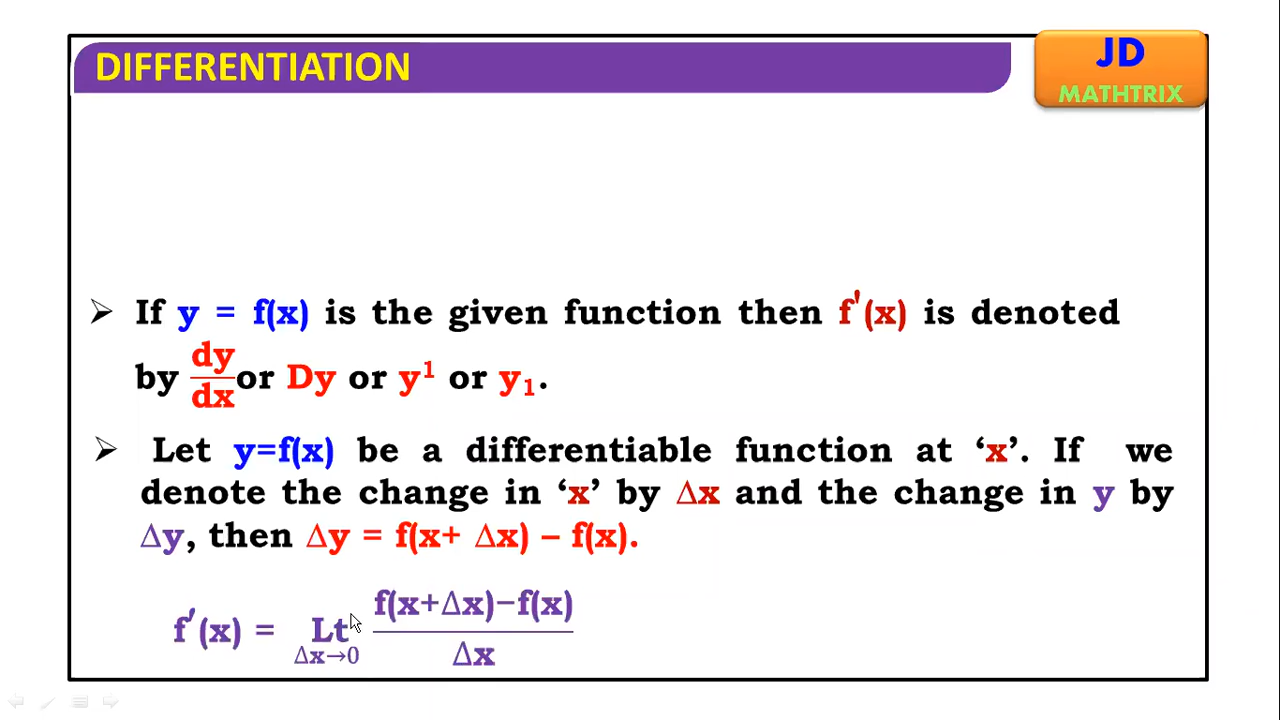 DIFFERENTIATION
JD
MATHTRIX
➢ If y = f(x) is the given function then f′(x) is denoted
by dy/dx or Dy or y¹ or y₁.
➢ Let y=f(x) be a differentiable function at ‘x’. If we
denote the change in ‘x’ by Δx and the change in y by
Δy, then Δy = f(x+ Δx) – f(x).
f′(x) = Lt Δx→0 f(x+Δx)−f(x) / Δx